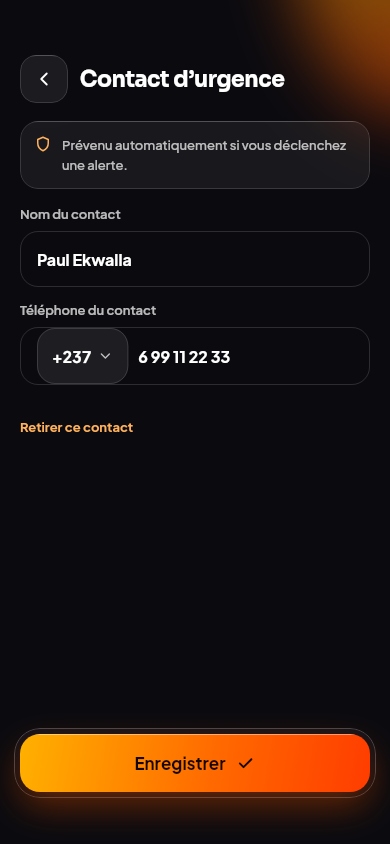 Contact d’urgence
Prévenu automatiquement si vous déclenchez
une alerte.
Nom du contact
Paul Ekwalla
Téléphone du contact
+237 6 99 11 22 33
Retirer ce contact
Enregistrer